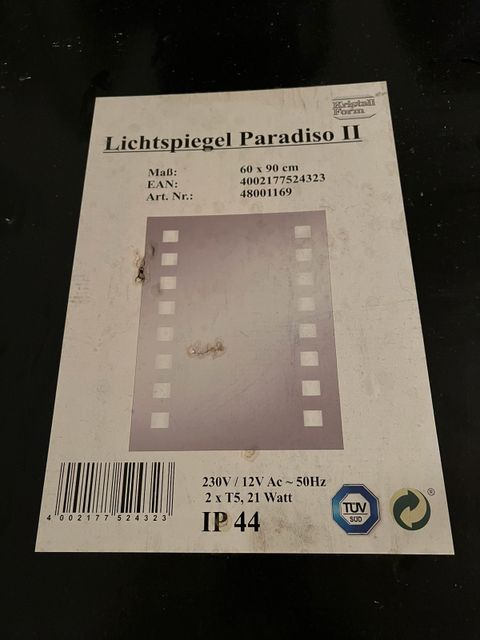 Kristall
Form
Lichtspiegel Paradiso II
Maß: 60 x 90 cm
EAN: 4002177524323
Art. Nr.: 48001169
230V / 12V Ac ~ 50Hz
2 x T5, 21 Watt
IP 44
4 002177 524323
TÜV
SÜD
®